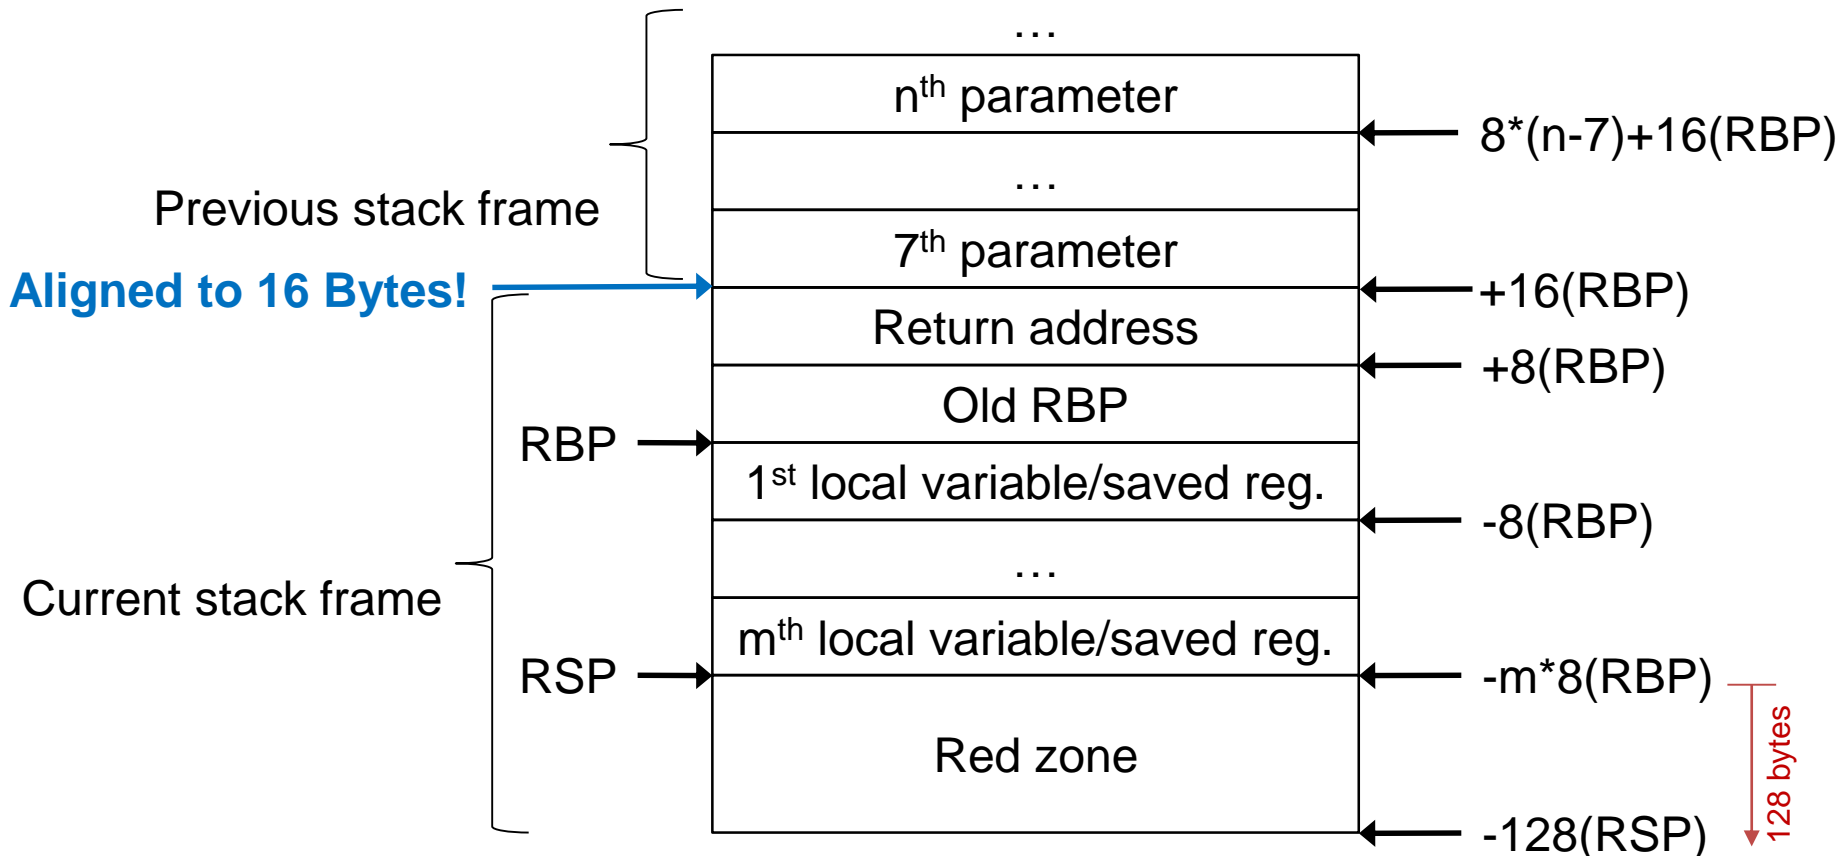 …
nth parameter
8*(n-7)+16(RBP)
…
Previous stack frame
7th parameter
Aligned to 16 Bytes!
+16(RBP)
Return address
+8(RBP)
Old RBP
RBP
1st local variable/saved reg.
-8(RBP)
…
Current stack frame
mth local variable/saved reg.
RSP
-m*8(RBP)
Red zone
128 bytes
-128(RSP)